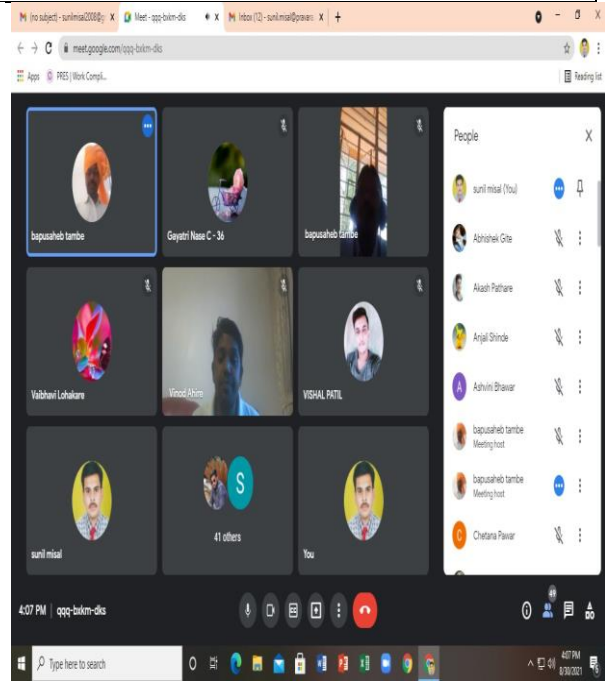 (no subject) - sunilmisal2008@g
Meet - qqq-bxkm-dks
Inbox (12) - sunil.misal@pravara
meet.google.com/qqq-bxkm-dks
Apps
PRES | Work Compli...
Reading list
bapusaheb tambe
Gayatri Nase C - 36
bapusaheb tambe
Vaibhavi Lohakare
Vinod Ahire
VISHAL PATIL
sunil misal
S
41 others
You
People
sunil misal (You)
Abhishek Gite
Akash Pathare
Anjali Shinde
A
Ashvini Bhawar
bapusaheb tambe
Meeting host
bapusaheb tambe
Meeting host
C
Chetana Pawar
4:07 PM | qqq-bxkm-dks
49
Type here to search
4:07 PM
8/30/2021